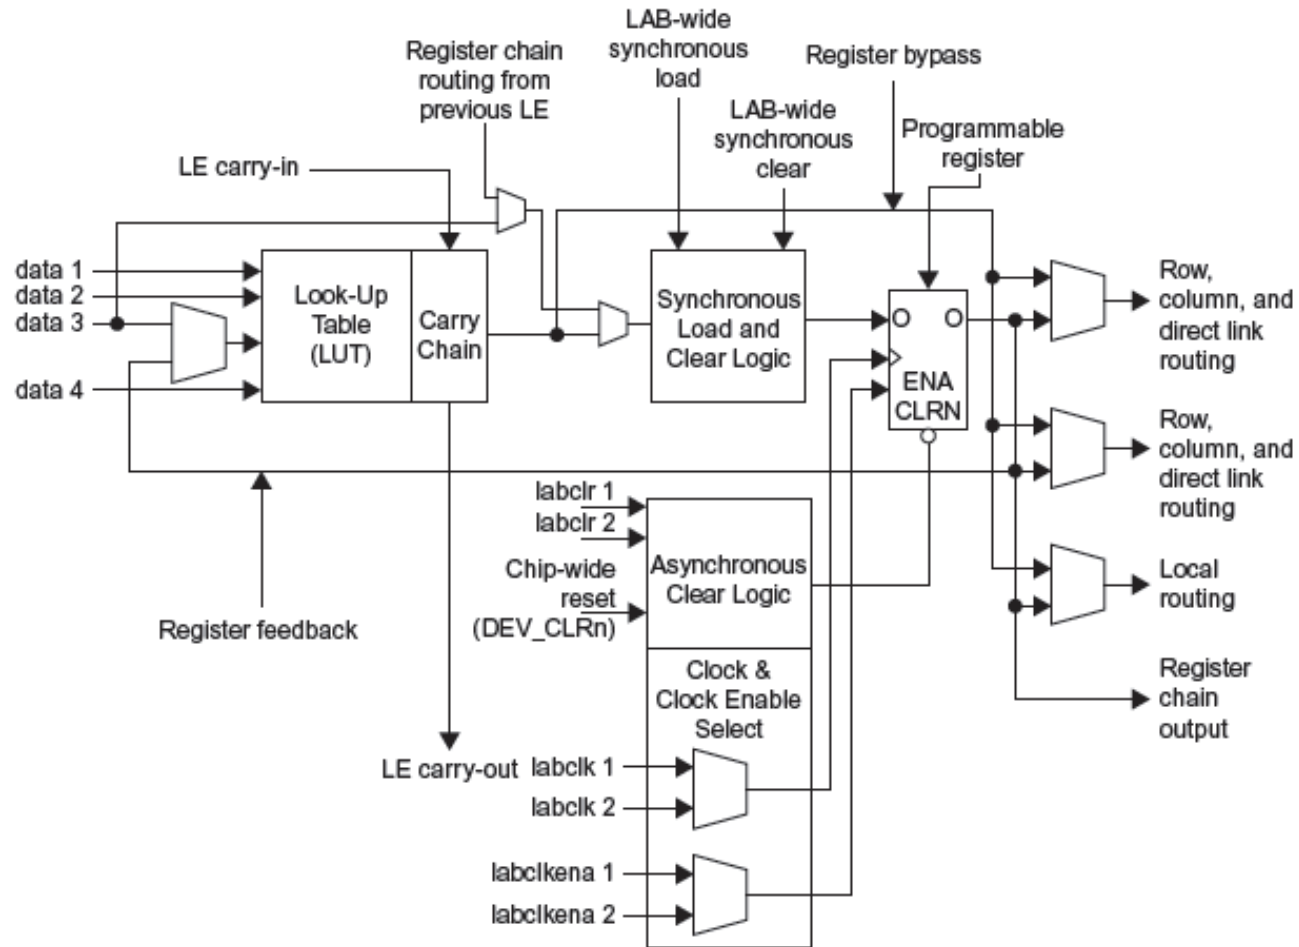 LAB-wide
synchronous
load
Register chain
routing from
previous LE
Register bypass
LAB-wide
synchronous
clear
Programmable
register
LE carry-in
data 1
data 2
data 3
data 4
Look-Up
Table
(LUT)
Carry
Chain
Synchronous
Load and
Clear Logic
O
O
ENA
CLRN
Row,
column, and
direct link
routing
Row,
column, and
direct link
routing
Local
routing
Register
chain
output
Register feedback
labclr 1
labclr 2
Chip-wide
reset
(DEV_CLRn)
Asynchronous
Clear Logic
Clock &
Clock Enable
Select
LE carry-out
labclk 1
labclk 2
labclkena 1
labclkena 2